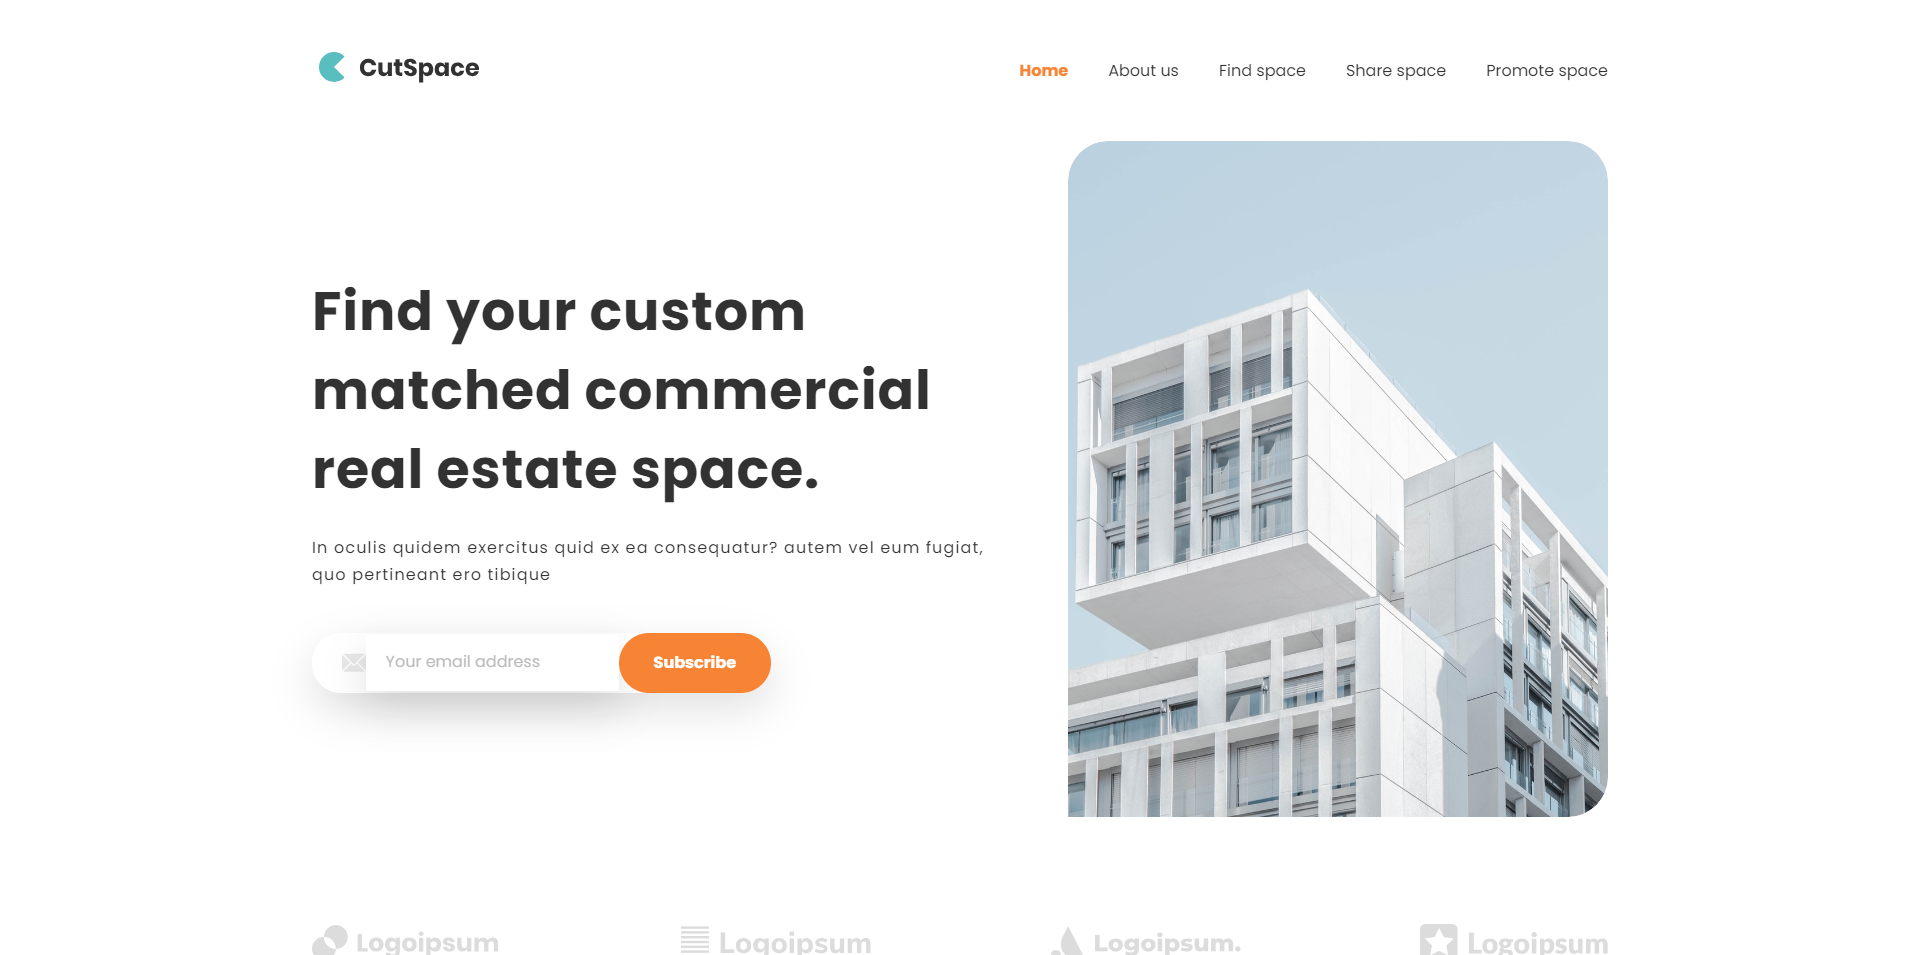 CutSpace
Home About us Find space Share space Promote space
Find your custom
matched commercial
real estate space.
In oculis quidem exercitus quid ex ea consequatur? autem vel eum fugiat,
quo pertineant ero tibique
Your email address Subscribe
Logoipsum Logoipsum Logoipsum. Logoipsum